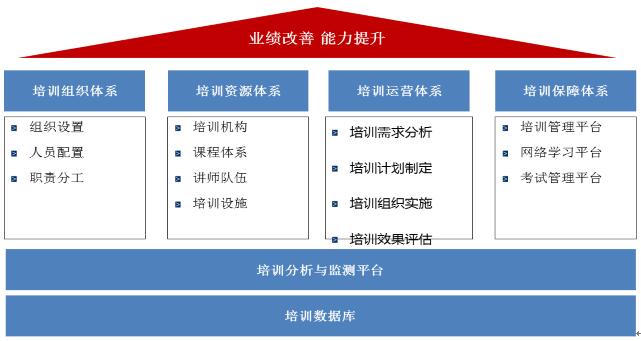 业绩改善 能力提升
培训组织体系
组织设置
人员配置
职责分工
培训资源体系
培训机构
课程体系
讲师队伍
培训设施
培训运营体系
培训需求分析
培训计划制定
培训组织实施
培训效果评估
培训保障体系
培训管理平台
网络学习平台
考试管理平台
培训分析与监测平台
培训数据库